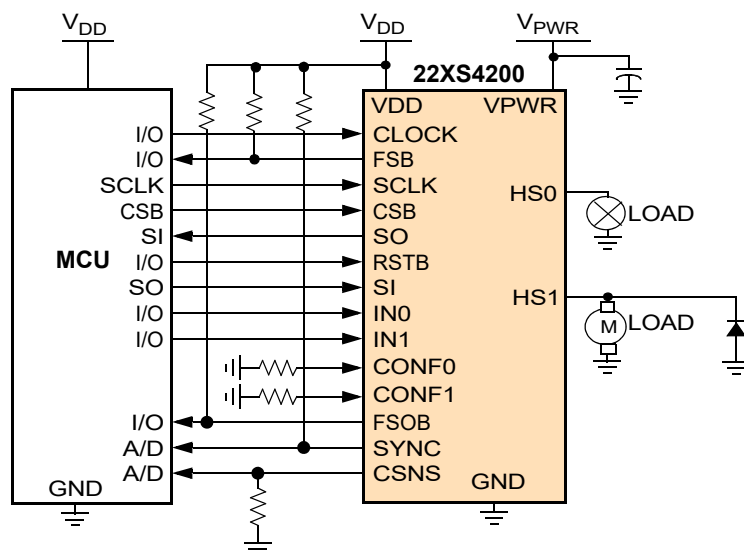 VDD VDD VPWR
22XS4200
VDD VPWR
I/O CLOCK
I/O FSB
SCLK SCLK
CSB CSB
SI SO
MCU
I/O RSTB
SO SI
I/O IN0
I/O IN1
CONF0
CONF1
I/O FSOB
A/D SYNC
A/D CSNS
GND GND
HS0 LOAD
HS1 M LOAD